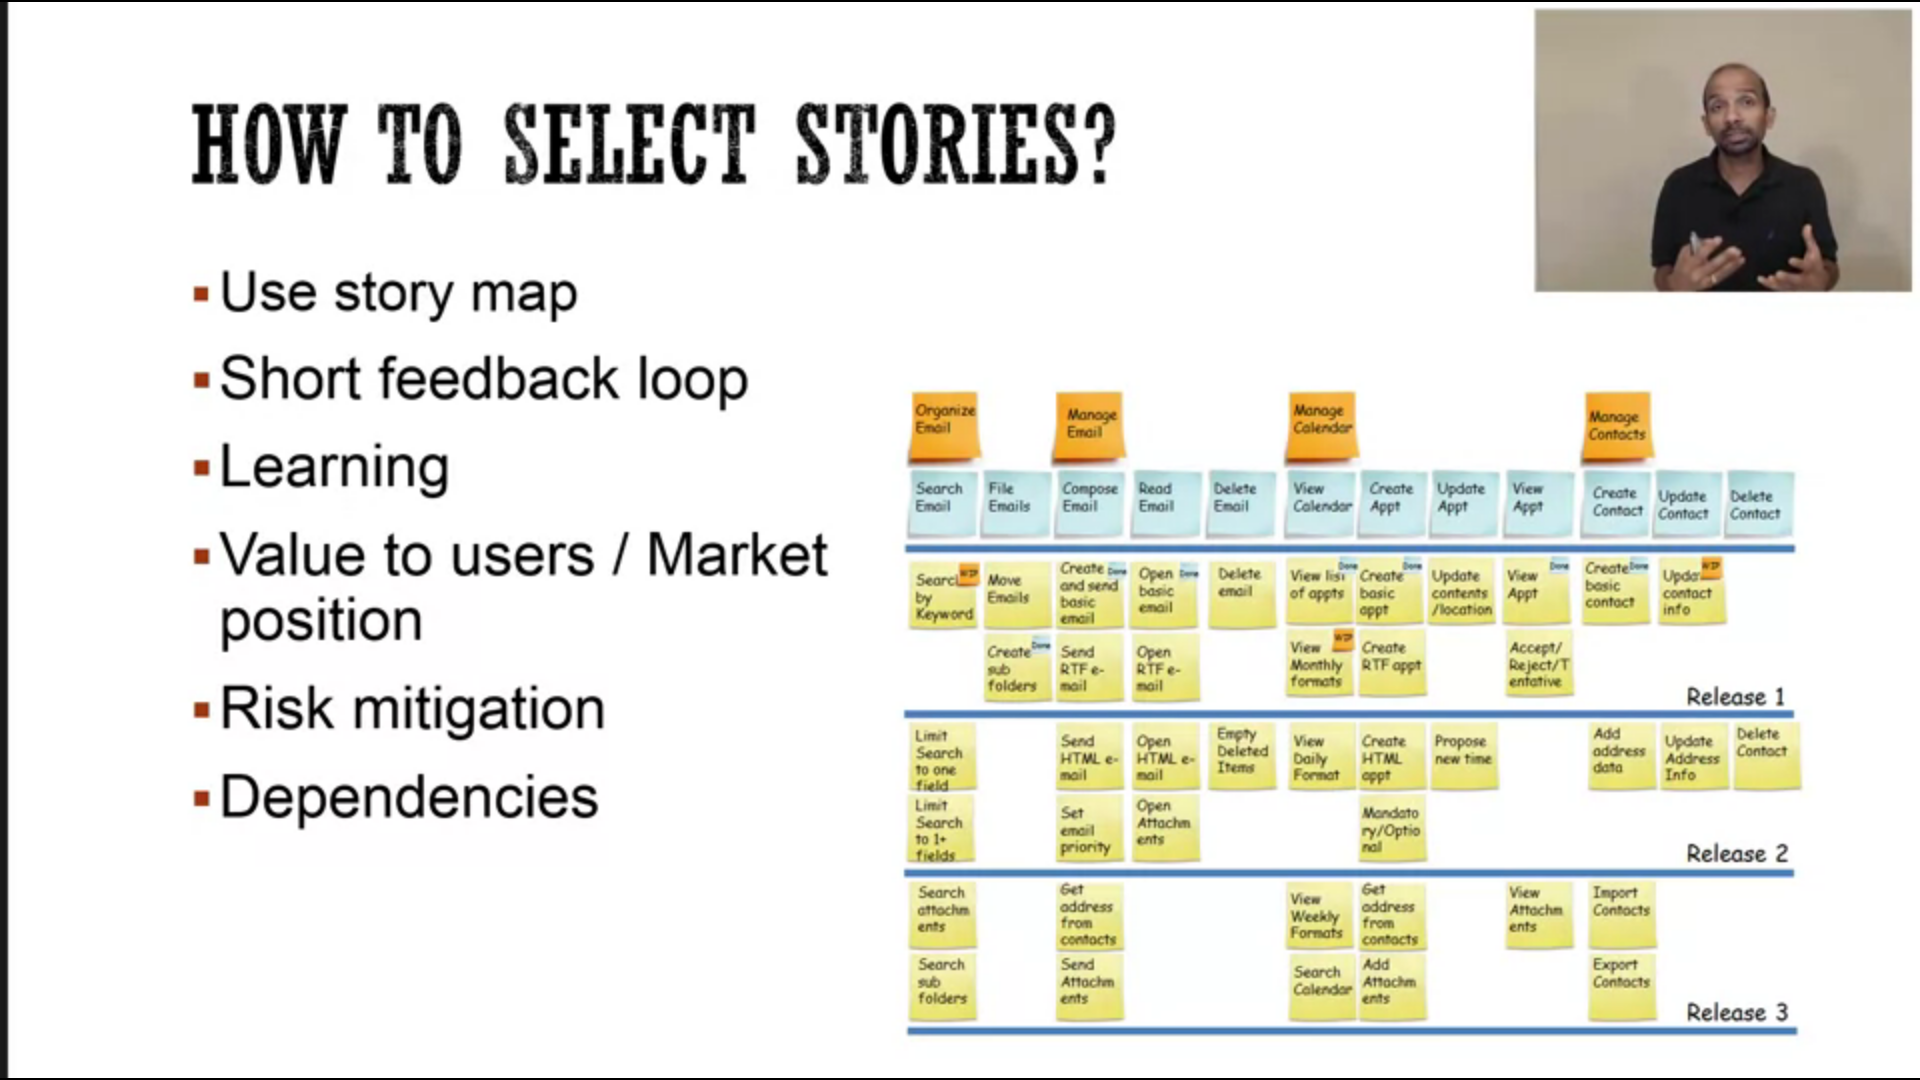 HOW TO SELECT STORIES?
Use story map
Short feedback loop
Learning
Value to users / Market
position
Risk mitigation
Dependencies
Organize
Email
Manage
Email
Manage
Calendar
Manage
Contacts
Search
Email
File
Emails
Compose
Email
Read
Email
Delete
Email
View
Calendar
Create
Appt
Update
Appt
View
Appt
Create
Contact
Update
Contact
Delete
Contact
WIP
by
Keyword
Move
Emails
Create
Done
and send
basic
email
Open
Done
basic
email
Delete
email
View list
Done
of appts
Create
Done
basic
appt
Update
contents
/location
View
Done
Appt
Create
Done
basic
contact
WIP
contact
info
Create
Done
sub
folders
Send
RTF e-
mail
Open
RTF e-
mail
View
WIP
Monthly
formats
Create
RTF appt
Accept/
Reject/T
entative
Release 1
Limit
Search
to one
field
Send
HTML e-
mail
Open
HTML e-
mail
Empty
Deleted
Items
View
Daily
Format
Create
HTML
appt
Propose
new time
Add
address
data
Update
Address
Info
Delete
Contact
Limit
Search
to 1+
fields
Set
email
priority
Open
Attachm
ents
Mandato
ry/Optio
nal
Release 2
Search
attachm
ents
Get
address
from
contacts
View
Weekly
Formats
Get
address
from
contacts
View
Attachm
ents
Import
Contacts
Search
sub
folders
Send
Attachm
ents
Search
Calendar
Add
Attachm
ents
Export
Contacts
Release 3